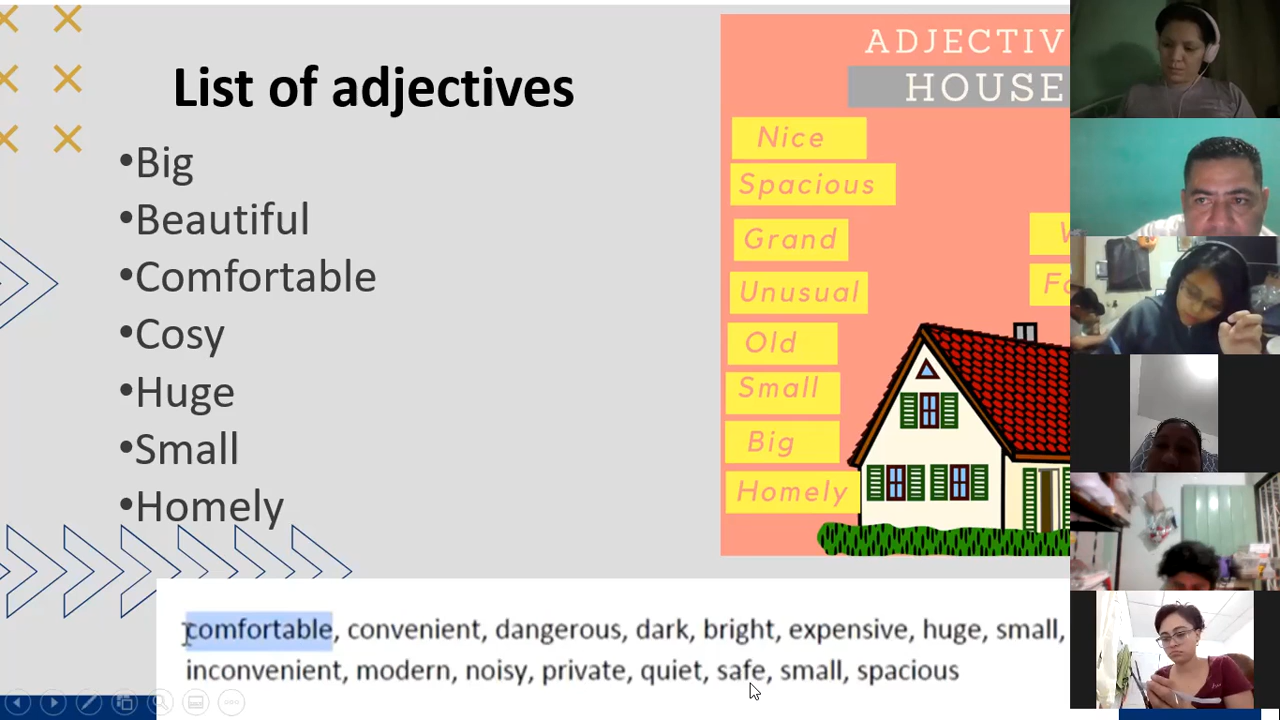 List of adjectives
•Big
•Beautiful
•Comfortable
•Cosy
•Huge
•Small
•Homely
HOUSE
Nice
Spacious
Grand
Unusual
Old
Small
Big
Homely
comfortable, convenient, dangerous, dark, bright, expensive, huge, small,
inconvenient, modern, noisy, private, quiet, safe, small, spacious